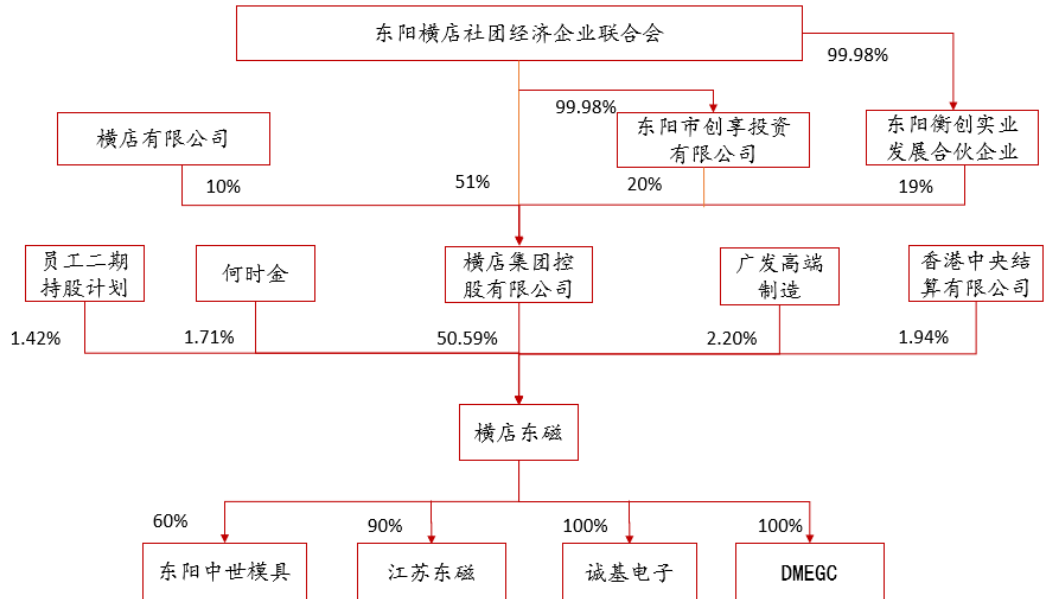 东阳横店社团经济企业联合会
99.98%
99.98%
横店有限公司
东阳市创享投资
有限公司
东阳衡创实业
发展合伙企业
10%
51%
20%
19%
员工二期
持股计划
何时金
横店集团控
股有限公司
广发高端
制造
香港中央结
算有限公司
1.42%
1.71%
50.59%
2.20%
1.94%
横店东磁
60%
90%
100%
100%
东阳中世模具
江苏东磁
诚基电子
DMEGC